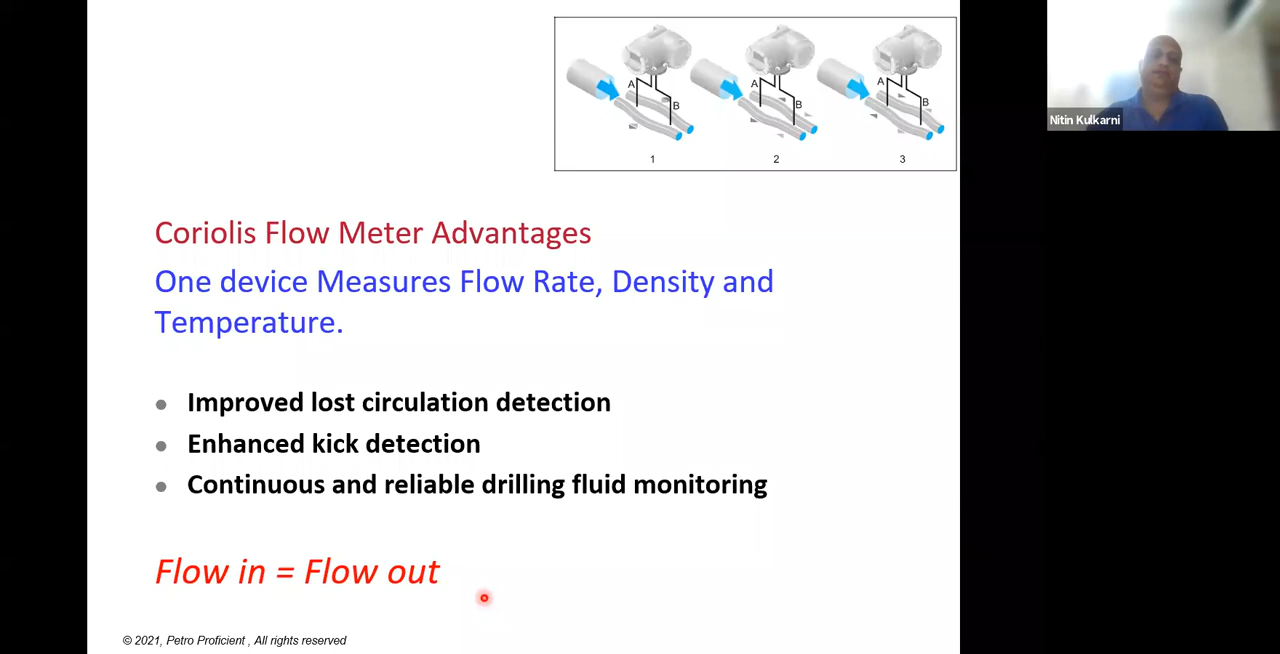 A
B
A
B
A
B
1
2
3
Nitin Kulkarni
Coriolis Flow Meter Advantages
One device Measures Flow Rate, Density and
Temperature.
Improved lost circulation detection
Enhanced kick detection
Continuous and reliable drilling fluid monitoring
Flow in = Flow out
© 2021, Petro Proficient , All rights reserved